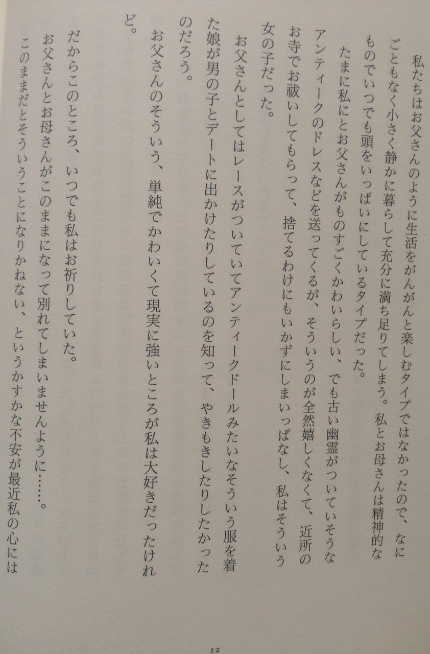 私たちはお父さんのように生活をがんがんと楽しむタイプではなかったので、なに
ごともなく小さく静かに暮らして充分に満ち足りてしまう。私とお母さんは精神的な
ものでいつでも頭をいっぱいにしているタイプだった。
たまに私にとお父さんがものすごくかわいらしい、でも古い幽霊がついていそうな
アンティークのドレスなどを送ってくるが、そういうのが全然嬉しくなくて、近所の
お寺でお祓いしてもらって、捨てるわけにもいかずにしまいっぱなし、私はそういう
女の子だった。
お父さんとしてはレースがついていてアンティークドールみたいなそういう服を着
た娘が男の子とデートに出かけたりしているのを知って、やきもきしたりしたかった
のだろう。
お父さんのそういう、単純でかわいくて現実に強いところが私は大好きだったけれ
ど。
だからこのところ、いつでも私はお祈りしていた。
お父さんとお母さんがこのままになって別れてしまいませんように……。
このままだとそういうことになりかねない、というかすかな不安が最近私の心には
12